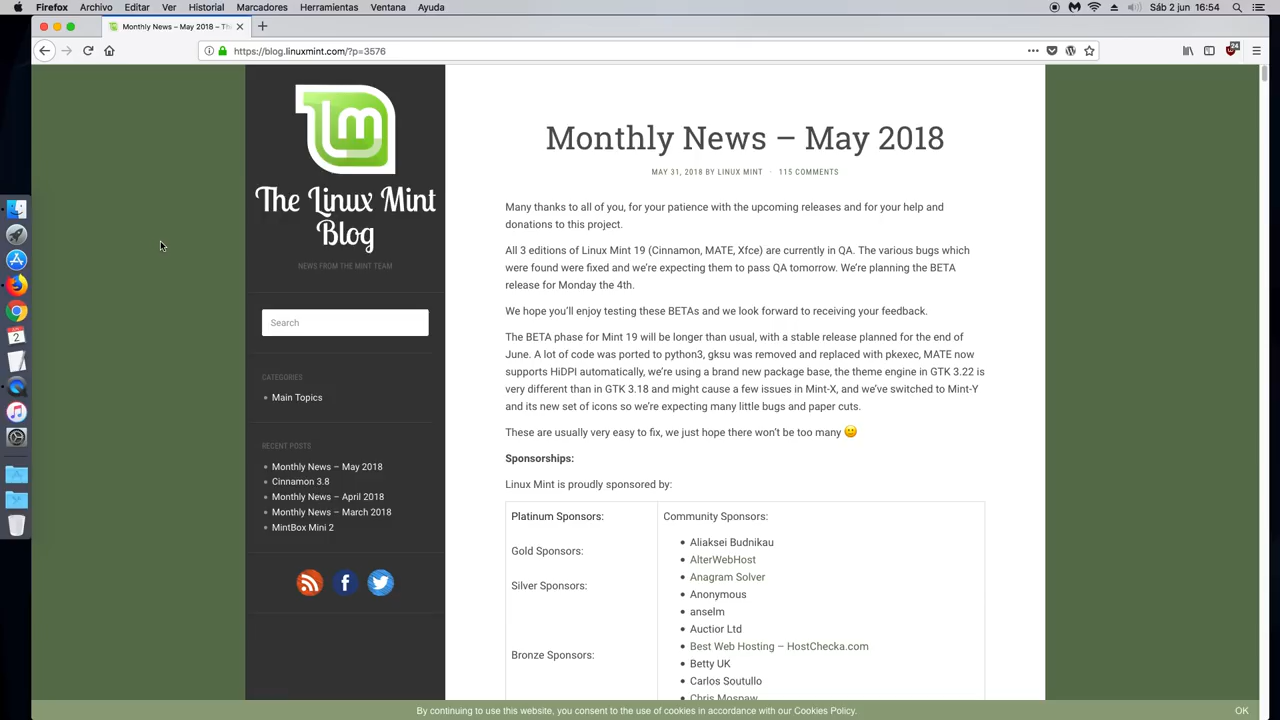 Firefox Archivo Editar Ver Historial Marcadores Herramientas Ventana Ayuda Sáb 2 jun 16:54
Monthly News – May 2018 – The
https://blog.linuxmint.com/?p=3576
24
The Linux Mint
Blog
NEWS FROM THE MINT TEAM
Search
CATEGORIES
Main Topics
RECENT POSTS
Monthly News – May 2018
Cinnamon 3.8
Monthly News – April 2018
Monthly News – March 2018
MintBox Mini 2
Monthly News – May 2018
MAY 31, 2018 BY LINUX MINT · 115 COMMENTS
Many thanks to all of you, for your patience with the upcoming releases and for your help and
donations to this project.
All 3 editions of Linux Mint 19 (Cinnamon, MATE, Xfce) are currently in QA. The various bugs which
were found were fixed and we're expecting them to pass QA tomorrow. We're planning the BETA
release for Monday the 4th.
We hope you'll enjoy testing these BETAs and we look forward to receiving your feedback.
The BETA phase for Mint 19 will be longer than usual, with a stable release planned for the end of
June. A lot of code was ported to python3, gksu was removed and replaced with pkexec, MATE now
supports HiDPI automatically, we're using a brand new package base, the theme engine in GTK 3.22 is
very different than in GTK 3.18 and might cause a few issues in Mint-X, and we've switched to Mint-Y
and its new set of icons so we're expecting many little bugs and paper cuts.
These are usually very easy to fix, we just hope there won't be too many 🙂
Sponsorships:
Linux Mint is proudly sponsored by:
Platinum Sponsors:
Gold Sponsors:
Silver Sponsors:
Bronze Sponsors:
Community Sponsors:
Aliaksei Budnikau
AlterWebHost
Anagram Solver
Anonymous
anselm
Auctior Ltd
Best Web Hosting – HostChecka.com
Betty UK
Carlos Soutullo
Chris Mospaw
By continuing to use this website, you consent to the use of cookies in accordance with our Cookies Policy.
OK